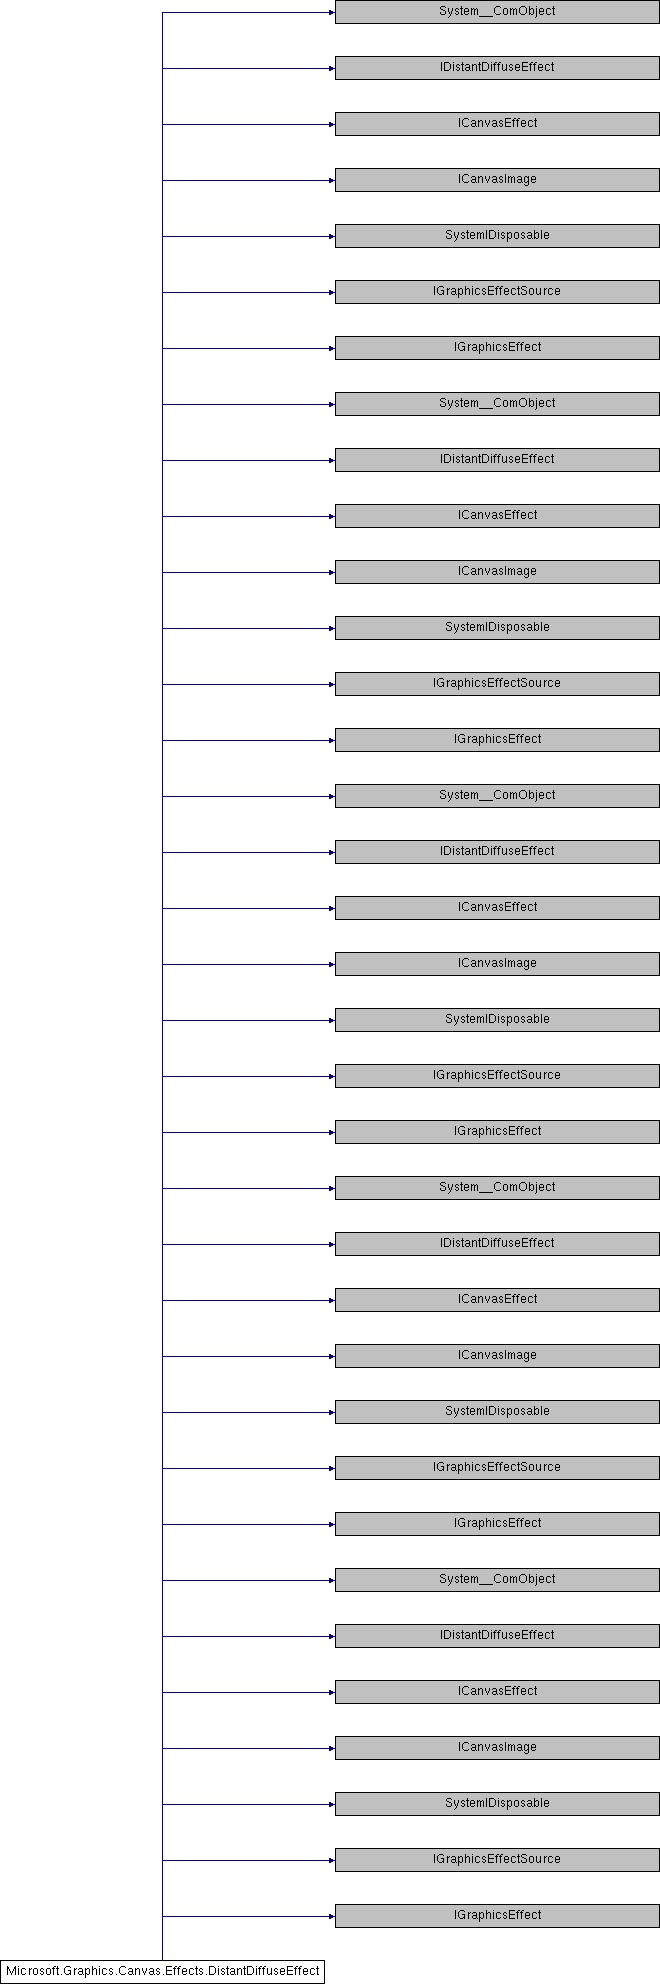 System__ComObject
IDistantDiffuseEffect
ICanvasEffect
ICanvasImage
SystemIDisposable
IGraphicsEffectSource
IGraphicsEffect
System__ComObject
IDistantDiffuseEffect
ICanvasEffect
ICanvasImage
SystemIDisposable
IGraphicsEffectSource
IGraphicsEffect
System__ComObject
IDistantDiffuseEffect
ICanvasEffect
ICanvasImage
SystemIDisposable
IGraphicsEffectSource
IGraphicsEffect
System__ComObject
IDistantDiffuseEffect
ICanvasEffect
ICanvasImage
SystemIDisposable
IGraphicsEffectSource
IGraphicsEffect
System__ComObject
IDistantDiffuseEffect
ICanvasEffect
ICanvasImage
SystemIDisposable
IGraphicsEffectSource
IGraphicsEffect
Microsoft.Graphics.Canvas.Effects.DistantDiffuseEffect